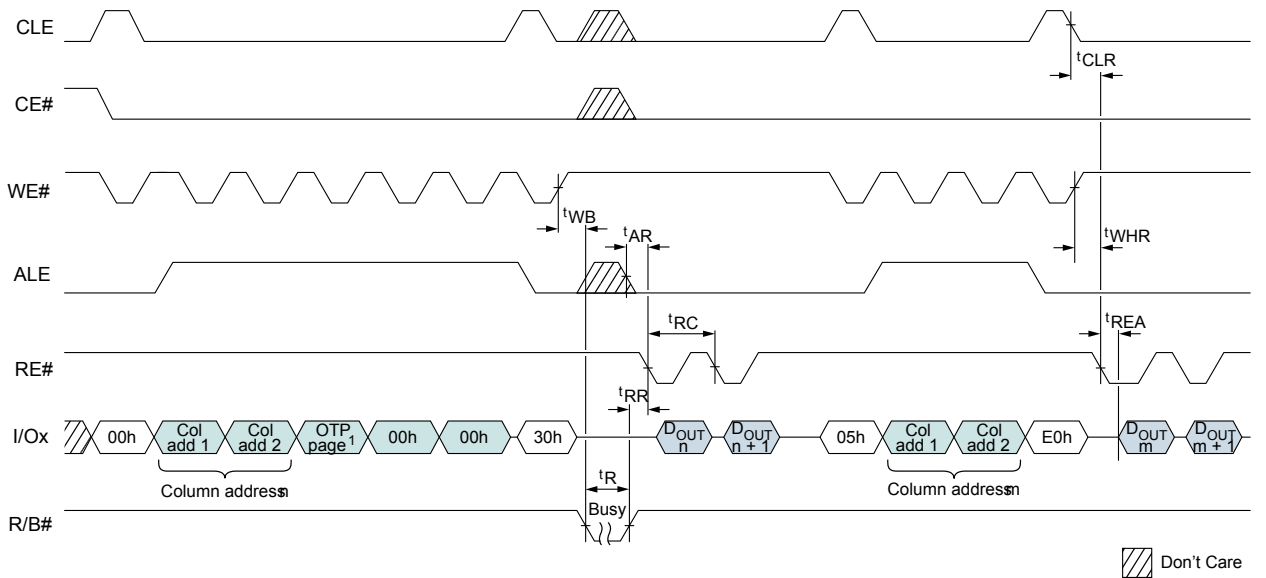 CLE
tCLR
CE#
WE#
tWB
tAR
tWHR
ALE
tRC
tREA
RE#
tRR
I/Ox
00h
Col add 1
Col add 2
OTP page1
00h
00h
30h
DOUT n
DOUT n + 1
05h
Col add 1
Col add 2
E0h
DOUT m
DOUT m + 1
Column address n
tR
Column address m
R/B#
Busy
Don't Care